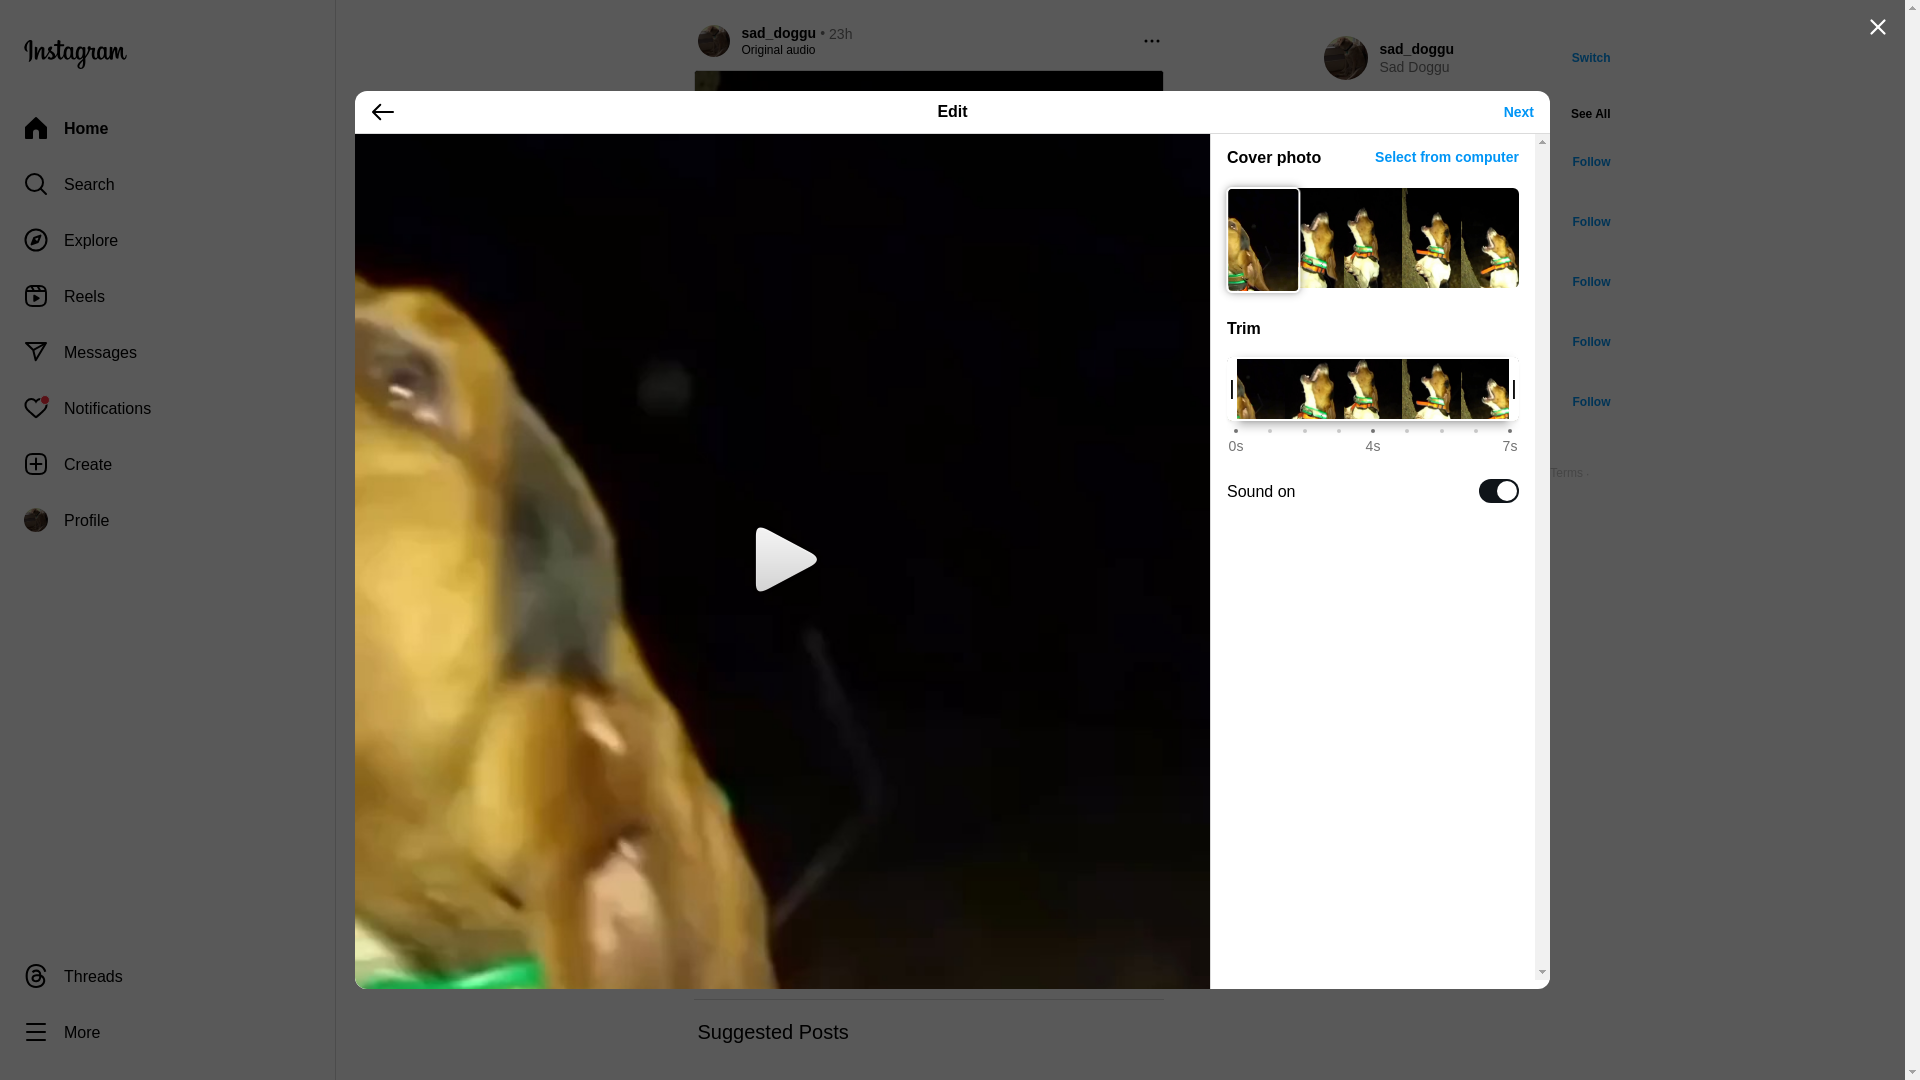 Instagram
Home
Search
Explore
Reels
Messages
Notifications
Create
Profile
Threads
More
sad_doggu • 23h
Original audio
sad_doggu
Sad Doggu
Switch
See All
Follow
Follow
Follow
Follow
Follow
Terms ·
Edit
Next
Cover photo
Select from computer
Trim
0s 4s 7s
Sound on
Suggested Posts